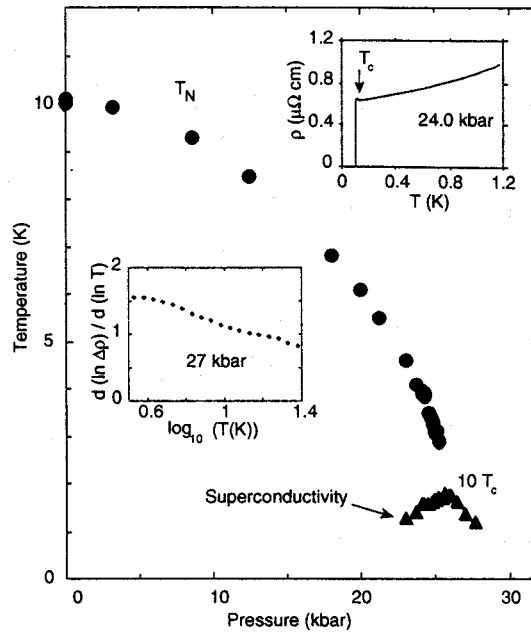 T_N
Temperature (K)
10
5
0
0
10
20
30
Pressure (kbar)
ρ (μΩ cm)
1.2
0.8
0.4
0
T_c
24.0 kbar
0
0.4
0.8
1.2
T (K)
d (ln Δρ) / d (ln T)
2
1
0
27 kbar
0.6
1
1.4
log₁₀ (T(K))
10 T_c
Superconductivity